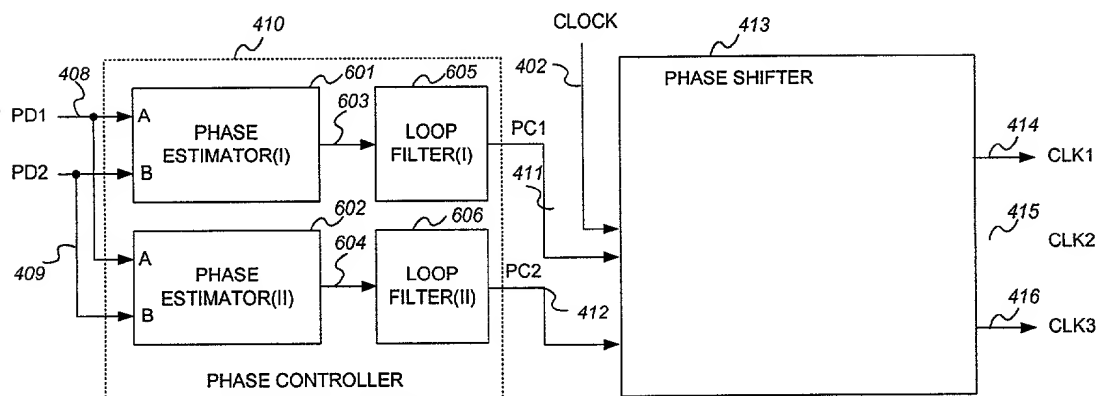 410
CLOCK
413
408
601
605
402
PHASE SHIFTER
PD1
A
PHASE ESTIMATOR(I)
603
LOOP FILTER(I)
PC1
414
CLK1
PD2
B
411
602
606
415
CLK2
409
A
PHASE ESTIMATOR(II)
604
LOOP FILTER(II)
PC2
416
CLK3
B
412
PHASE CONTROLLER